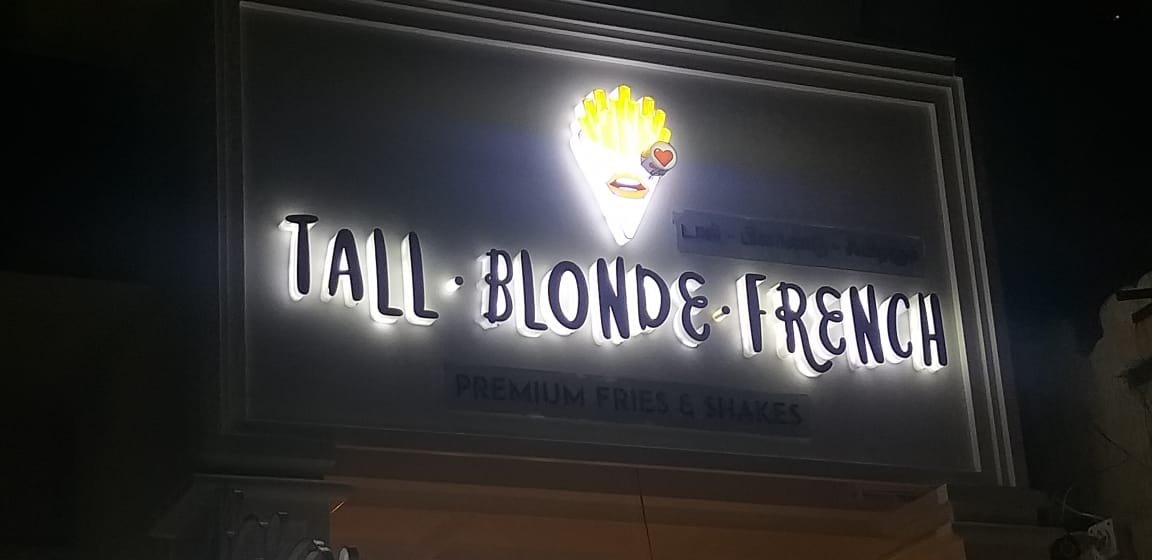 TALL · BLONDE · FRENCH
PREMIUM FRIES & SHAKES